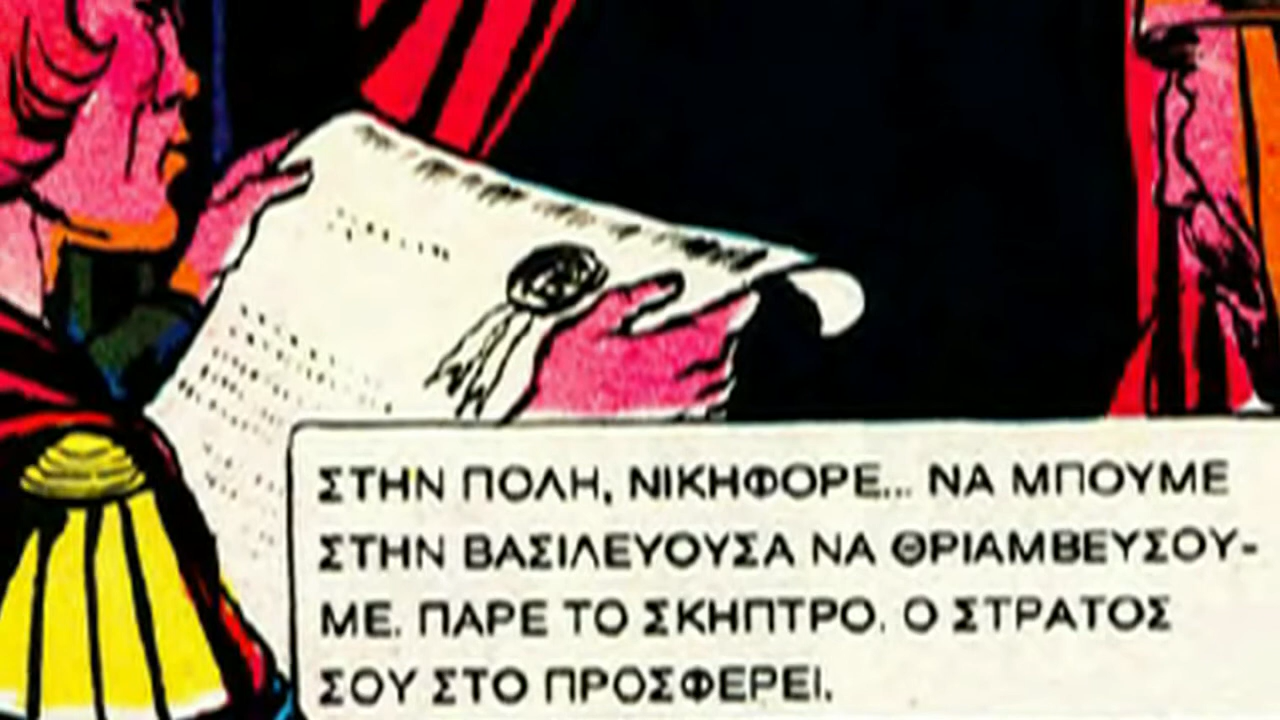 ΣΤΗΝ ΠΟΛΗ, ΝΙΚΗΦΟΡΕ... ΝΑ ΜΠΟΥΜΕ
ΣΤΗΝ ΒΑΣΙΛΕΥΟΥΣΑ ΝΑ ΘΡΙΑΜΒΕΥΣΟΥ-
ΜΕ. ΠΑΡΕ ΤΟ ΣΚΗΠΤΡΟ. Ο ΣΤΡΑΤΟΣ
ΣΟΥ ΣΤΟ ΠΡΟΣΦΕΡΕΙ.